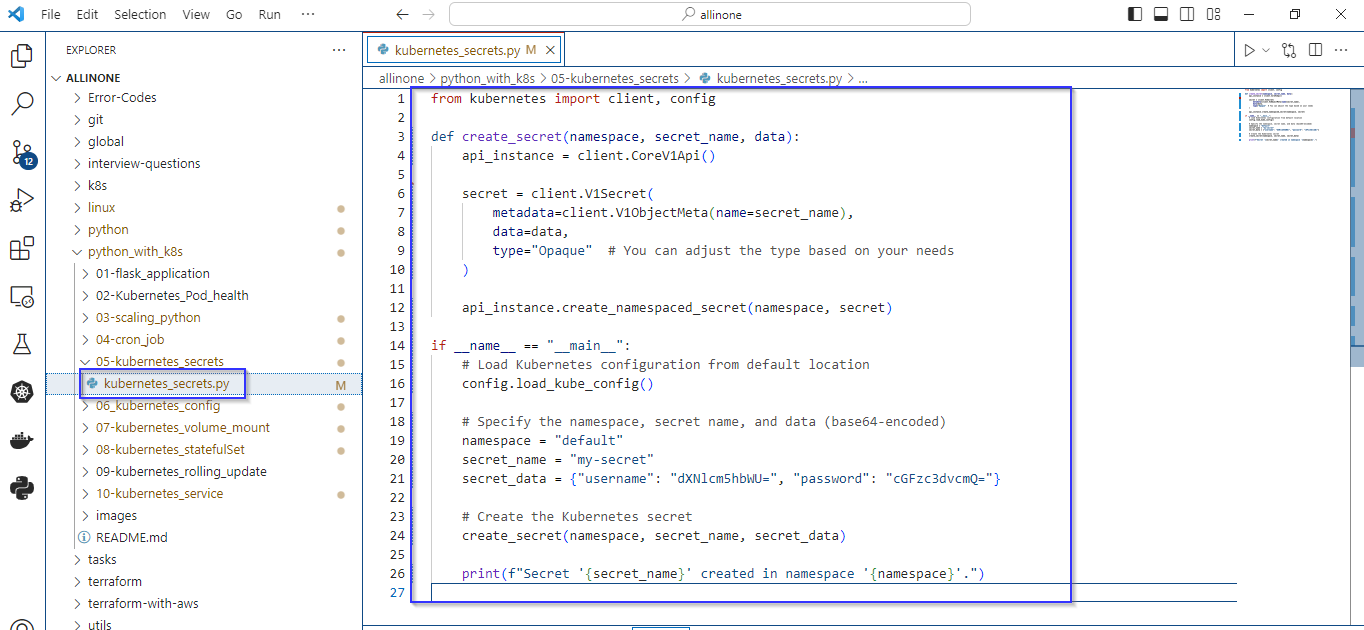 File Edit Selection View Go Run ···
allinone
EXPLORER ···
ALLINONE
Error-Codes
git
global
interview-questions
k8s
linux
python
python_with_k8s
01-flask_application
02-Kubernetes_Pod_health
03-scaling_python
04-cron_job
05-kubernetes_secrets
kubernetes_secrets.py M
06_kubernetes_config
07-kubernetes_volume_mount
08-kubernetes_statefulSet
09-kubernetes_rolling_update
10-kubernetes_service
images
README.md
tasks
terraform
terraform-with-aws
utils
12
kubernetes_secrets.py M
allinone > python_with_k8s > 05-kubernetes_secrets > kubernetes_secrets.py > ...
1 from kubernetes import client, config
2
3 def create_secret(namespace, secret_name, data):
4     api_instance = client.CoreV1Api()
5
6     secret = client.V1Secret(
7         metadata=client.V1ObjectMeta(name=secret_name),
8         data=data,
9         type="Opaque"  # You can adjust the type based on your needs
10     )
11
12     api_instance.create_namespaced_secret(namespace, secret)
13
14 if __name__ == "__main__":
15     # Load Kubernetes configuration from default location
16     config.load_kube_config()
17
18     # Specify the namespace, secret name, and data (base64-encoded)
19     namespace = "default"
20     secret_name = "my-secret"
21     secret_data = {"username": "dXNlcm5hbWU=", "password": "cGFzc3dvcmQ="}
22
23     # Create the Kubernetes secret
24     create_secret(namespace, secret_name, secret_data)
25
26     print(f"Secret '{secret_name}' created in namespace '{namespace}'.")
27